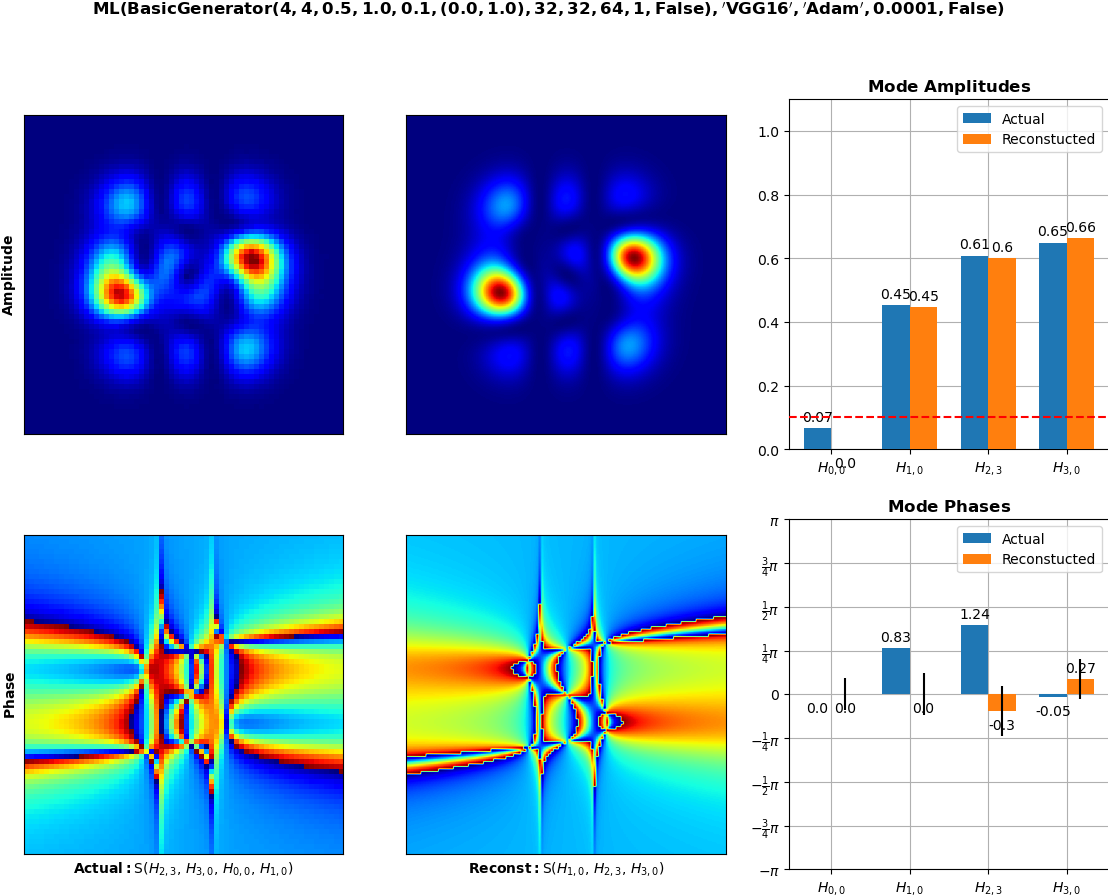 ML(BasicGenerator(4, 4, 0.5, 1.0, 0.1, (0.0, 1.0), 32, 32, 64, 1, False), ′VGG16′, ′Adam′, 0.0001, False)
Amplitude
Mode Amplitudes
Actual
Reconstucted
1.0
0.8
0.6
0.4
0.2
0.0
0.07
0.0
0.45
0.45
0.61
0.6
0.65
0.66
H0,0
H1,0
H2,3
H3,0
Phase
Actual: S(H2,3, H3,0, H0,0, H1,0)
Reconst: S(H1,0, H2,3, H3,0)
Mode Phases
Actual
Reconstucted
π
3/4π
1/2π
1/4π
0
−1/4π
−1/2π
−3/4π
−π
0.0
0.0
0.83
0.0
1.24
-0.3
-0.05
0.27
H0,0
H1,0
H2,3
H3,0